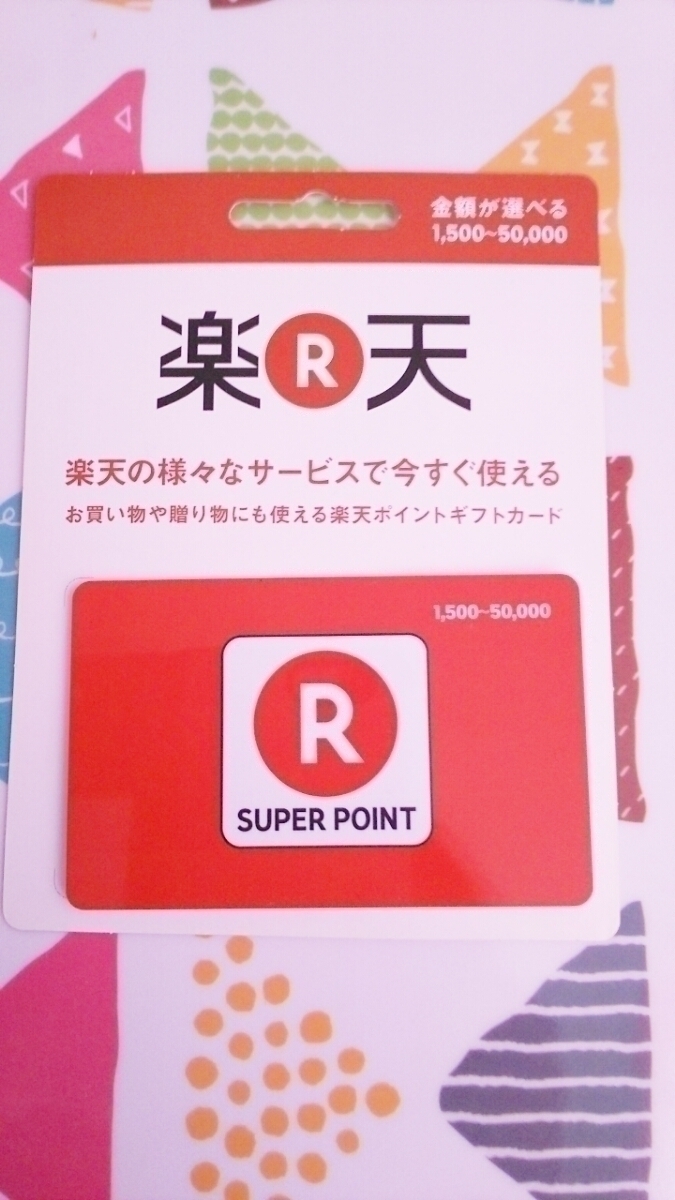 金額が選べる
1,500~50,000
楽R天
楽天の様々なサービスで今すぐ使える
お買い物や贈り物にも使える楽天ポイントギフトカード
1,500~50,000
R
SUPER POINT